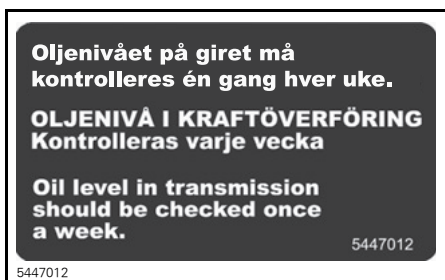 Oljenivået på giret må
kontrolleres én gang hver uke.
OLJENIVÅ I KRAFTÖVERFÖRING
Kontrolleras varje vecka
Oil level in transmission
should be checked once
a week.
5447012
5447012